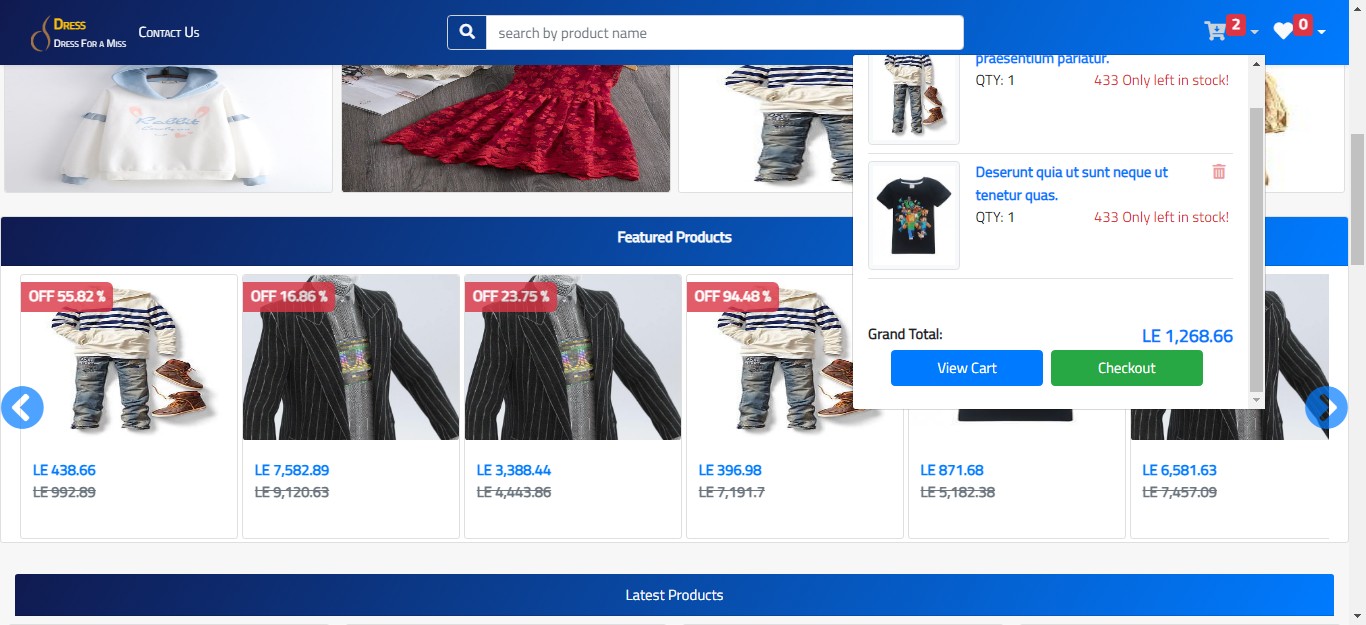 Dress
Dress For a Miss
Contact Us
search by product name
2
0
praesentium pariatur.
QTY: 1
433 Only left in stock!
Deserunt quia ut sunt neque ut
tenetur quas.
QTY: 1
433 Only left in stock!
Grand Total:
LE 1,268.66
View Cart
Checkout
Rabbit
Featured Products
OFF 55.82 %
OFF 16.86 %
OFF 23.75 %
OFF 94.48 %
LE 438.66
LE 992.89
LE 7,582.89
LE 9,120.63
LE 3,388.44
LE 4,443.86
LE 396.98
LE 7,191.7
LE 871.68
LE 5,182.38
LE 6,581.63
LE 7,457.09
Latest Products